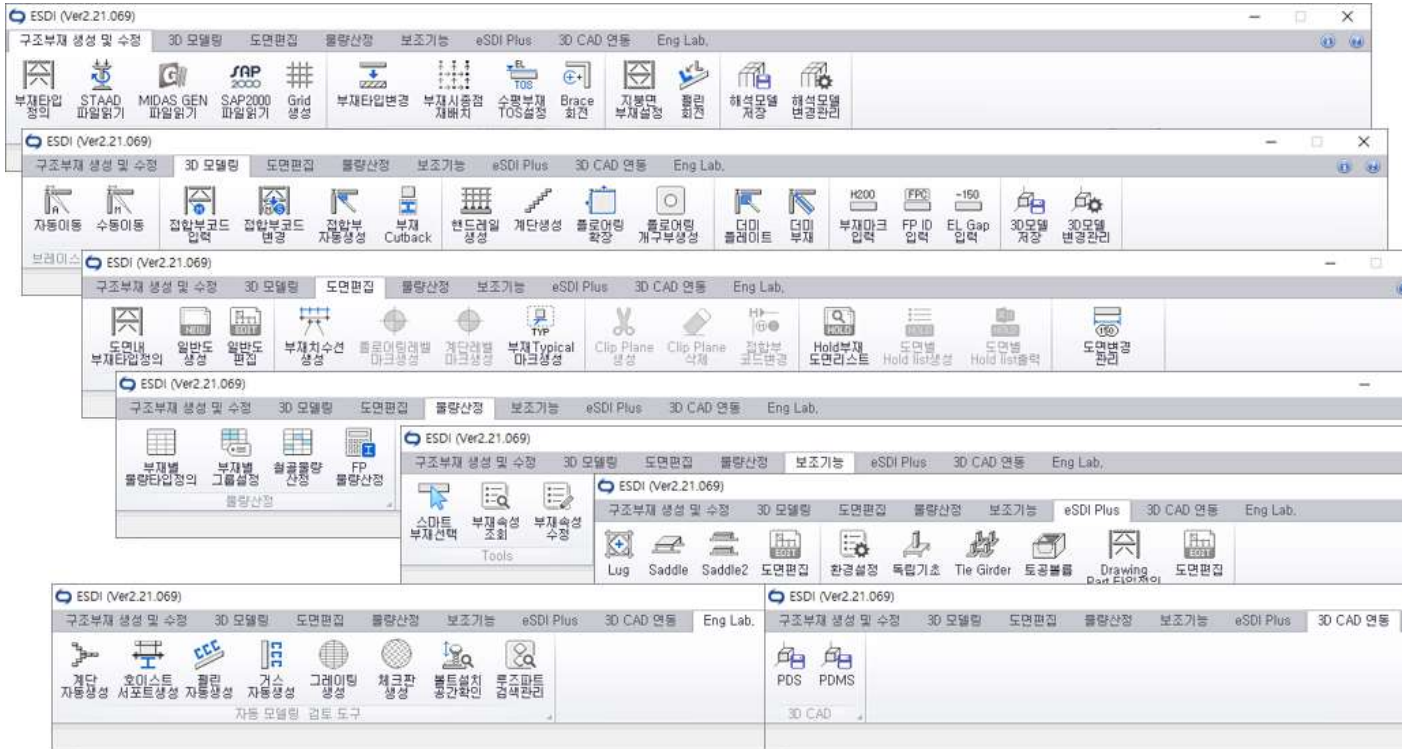 ESDI (Ver2.21.069)
구조부재 생성 및 수정 3D 모델링 도면편집 물량산정 보조기능 eSDI Plus 3D CAD 연동 Eng Lab,
부재타입 정의 STAAD 파일읽기 MIDAS GEN 파일읽기 SAP2000 파일읽기 Grid 생성 부재타입변경 부재시종점 재배치 수평부재 TOS설정 Brace 회전 지붕면 부재설정 펄린 회전 해석모델 저장 해석모델 변경관리
ESDI (Ver2.21.069)
구조부재 생성 및 수정 3D 모델링 도면편집 물량산정 보조기능 eSDI Plus 3D CAD 연동 Eng Lab,
H200 FPC -150
자동이동 수동이동 접합부코드 입력 접합부코드 변경 접합부 자동생성 부재 Cutback 핸드레일 생성 계단생성 플로어링 확장 플로어링 개구부생성 더미 플레이트 더미 부재 부재마크 입력 FP ID 입력 EL Gap 입력 3D모델 저장 3D모델 변경관리
브레이스
ESDI (Ver2.21.069)
구조부재 생성 및 수정 3D 모델링 도면편집 물량산정 보조기능 eSDI Plus 3D CAD 연동 Eng Lab,
도면내 부재타입정의 일반도 생성 일반도 편집 부재치수선 생성 플로어링레벨 마크생성 계단레벨 마크생성 부재Typical 마크생성 Clip Plane 생성 Clip Plane 삭제 접합부 코드변경 Hold부재 도면리스트 도면별 Hold list생성 도면별 Hold list출력 도면변경 관리
ESDI (Ver2.21.069)
구조부재 생성 및 수정 3D 모델링 도면편집 물량산정 보조기능 eSDI Plus 3D CAD 연동 Eng Lab,
부재별 물량타입정의 부재별 그룹설정 철골물량 산정 FP 물량산정
물량산정
ESDI (Ver2.21.069)
구조부재 생성 및 수정 3D 모델링 도면편집 물량산정 보조기능 eSDI Plus 3D CAD 연동 Eng Lab,
스마트 부재선택 부재속성 조회 부재속성 수정
Tools
ESDI (Ver2.21.069)
구조부재 생성 및 수정 3D 모델링 도면편집 물량산정 보조기능 eSDI Plus 3D CAD 연동 Eng Lab,
Lug Saddle Saddle2 도면편집 환경설정 독립기초 Tie Girder 토공볼륨 Drawing Part 타입정의 도면편집
ESDI (Ver2.21.069)
구조부재 생성 및 수정 3D 모델링 도면편집 물량산정 보조기능 eSDI Plus 3D CAD 연동 Eng Lab,
계단 자동생성 호이스트 서포트생성 펄린 자동생성 거스 자동생성 그레이팅 생성 체크판 생성 볼트설치 공간확인 루즈파트 검색관리
자동 모델링 검토 도구
ESDI (Ver2.21.069)
구조부재 생성 및 수정 3D 모델링 도면편집 물량산정 보조기능 eSDI Plus 3D CAD 연동
PDS PDMS
3D CAD